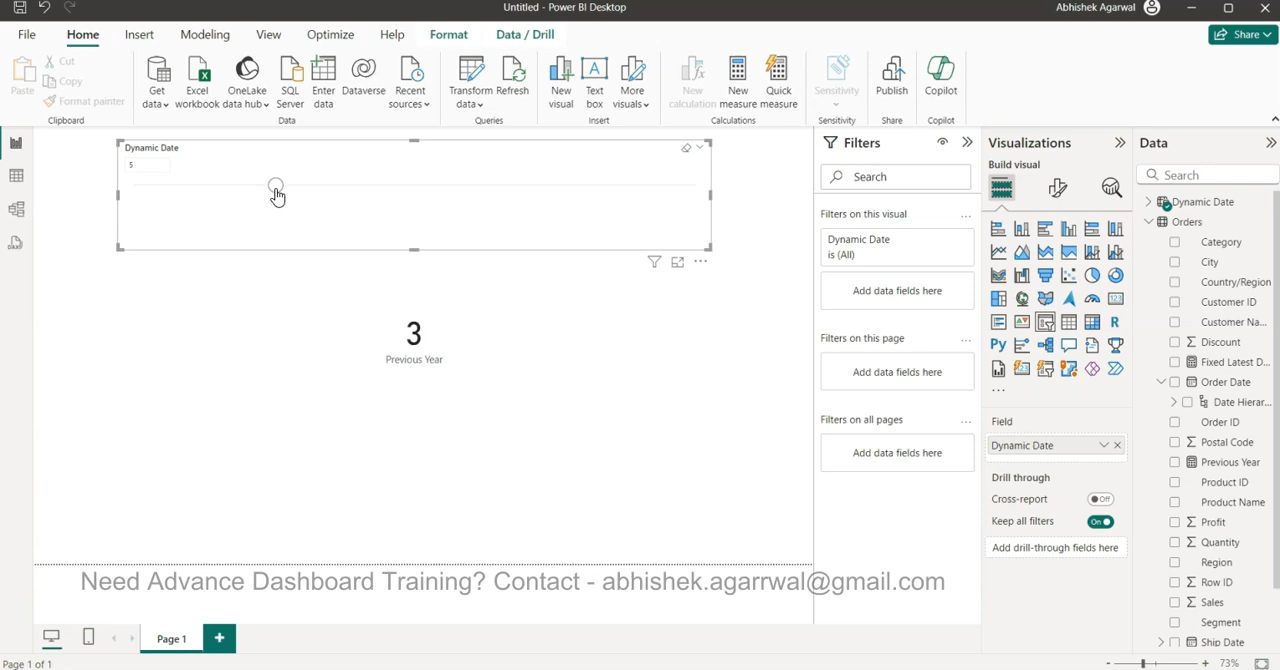 Untitled - Power BI Desktop
Abhishek Agarwal
File Home Insert Modeling View Optimize Help Format Data / Drill
Share
Paste
Cut
Copy
Format painter
Clipboard
Get data
Excel workbook
OneLake data hub
SQL Server
Enter data
Dataverse
Recent sources
Data
Transform data
Refresh
Queries
New visual
Text box
More visuals
Insert
New calculation
New measure
Quick measure
Calculations
Sensitivity
Sensitivity
Publish
Share
Copilot
Copilot
Dynamic Date
5
3
Previous Year
Need Advance Dashboard Training? Contact - abhishek.agarrwal@gmail.com
Page 1
Page 1 of 1
73%
Filters
Search
Filters on this visual
Dynamic Date
is (All)
Add data fields here
Filters on this page
Add data fields here
Filters on all pages
Add data fields here
Visualizations
Build visual
R
Py
Field
Dynamic Date
Drill through
Cross-report
Off
Keep all filters
On
Add drill-through fields here
Data
Search
Dynamic Date
Orders
Category
City
Country/Region
Customer ID
Customer Na...
Discount
Fixed Latest D...
Order Date
Date Hierar...
Order ID
Postal Code
Previous Year
Product ID
Product Name
Profit
Quantity
Region
Row ID
Sales
Segment
Ship Date